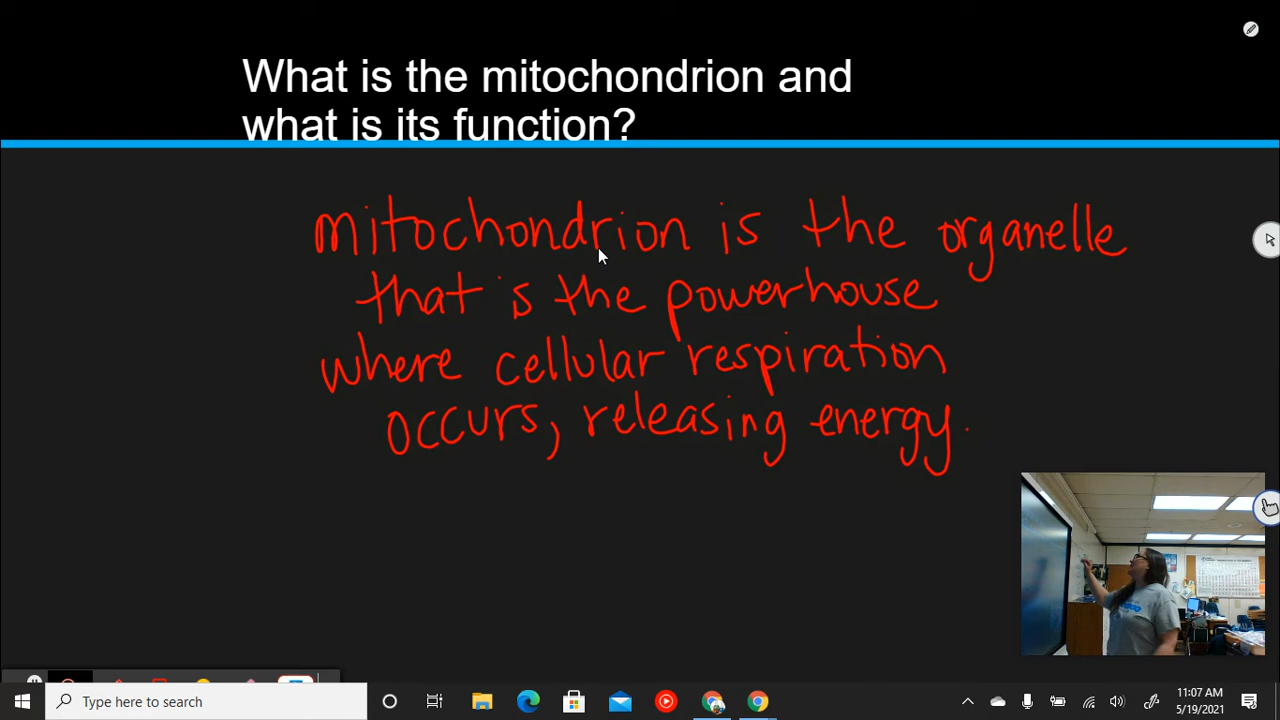 What is the mitochondrion and
what is its function?
mitochondrion is the organelle
that is the powerhouse
where cellular respiration
occurs, releasing energy.
Type here to search
11:07 AM
5/19/2021